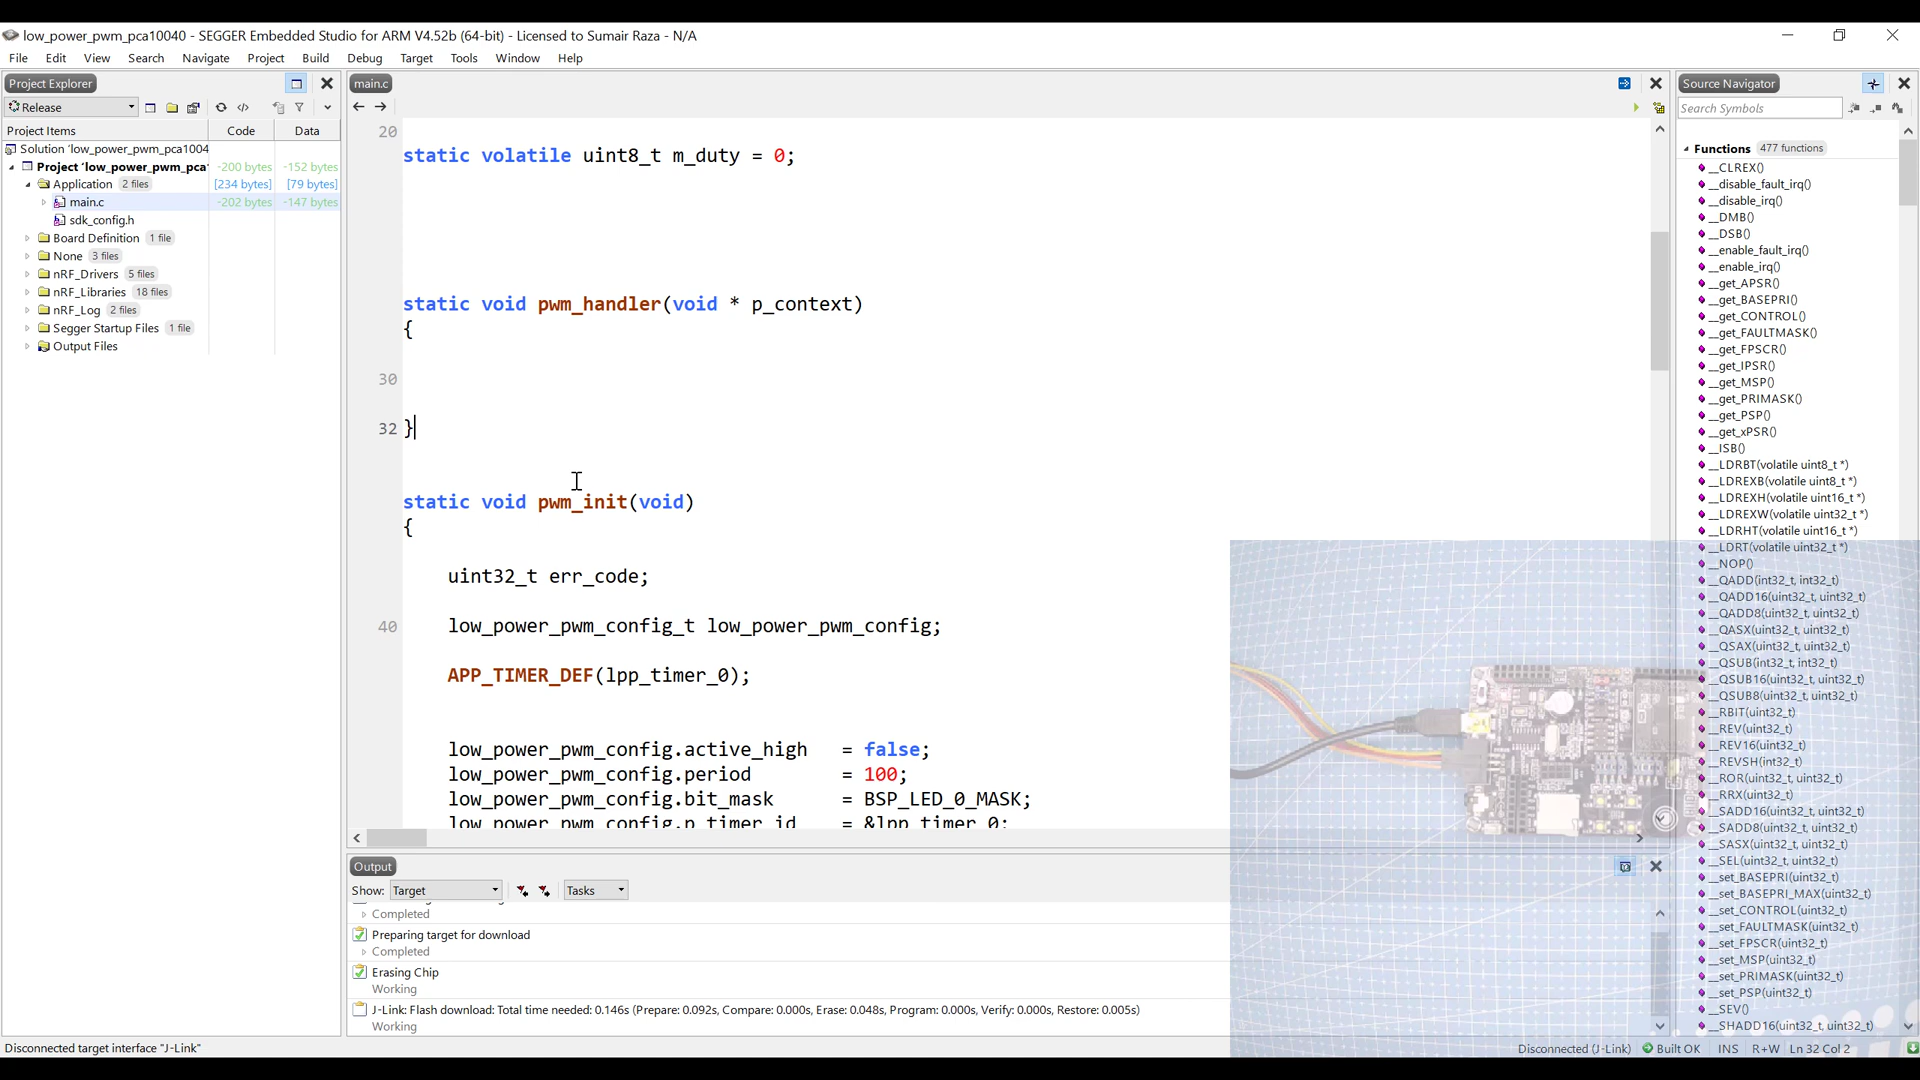 low_power_pwm_pca10040 - SEGGER Embedded Studio for ARM V4.52b (64-bit) - Licensed to Sumair Raza - N/A
File Edit View Search Navigate Project Build Debug Target Tools Window Help
Project Explorer
Release
Project Items Code Data
Solution 'low_power_pwm_pca1004
Project 'low_power_pwm_pca' -200 bytes -152 bytes
Application 2 files [234 bytes] [79 bytes]
main.c -202 bytes -147 bytes
sdk_config.h
Board Definition 1 file
None 3 files
nRF_Drivers 5 files
nRF_Libraries 18 files
nRF_Log 2 files
Segger Startup Files 1 file
Output Files
main.c
20
static volatile uint8_t m_duty = 0;
static void pwm_handler(void * p_context)
{
30
32 }
static void pwm_init(void)
{
uint32_t err_code;
40 low_power_pwm_config_t low_power_pwm_config;
APP_TIMER_DEF(lpp_timer_0);
low_power_pwm_config.active_high = false;
low_power_pwm_config.period = 100;
low_power_pwm_config.bit_mask = BSP_LED_0_MASK;
low_power_pwm_config.p_timer_id = &lpp_timer_0;
Output
Show: Target Tasks
Completed
Preparing target for download
Completed
Erasing Chip
Working
J-Link: Flash download: Total time needed: 0.146s (Prepare: 0.092s, Compare: 0.000s, Erase: 0.048s, Program: 0.000s, Verify: 0.000s, Restore: 0.005s)
Working
Source Navigator
Search Symbols
Functions 477 functions
__CLREX()
__disable_fault_irq()
__disable_irq()
__DMB()
__DSB()
__enable_fault_irq()
__enable_irq()
__get_APSR()
__get_BASEPRI()
__get_CONTROL()
__get_FAULTMASK()
__get_FPSCR()
__get_IPSR()
__get_MSP()
__get_PRIMASK()
__get_PSP()
__get_xPSR()
__ISB()
__LDRBT(volatile uint8_t *)
__LDREXB(volatile uint8_t *)
__LDREXH(volatile uint16_t *)
__LDREXW(volatile uint32_t *)
__LDRHT(volatile uint16_t *)
__LDRT(volatile uint32_t *)
__NOP()
__QADD(int32_t, int32_t)
__QADD16(uint32_t, uint32_t)
__QADD8(uint32_t, uint32_t)
__QASX(uint32_t, uint32_t)
__QSAX(uint32_t, uint32_t)
__QSUB(int32_t, int32_t)
__QSUB16(uint32_t, uint32_t)
__QSUB8(uint32_t, uint32_t)
__RBIT(uint32_t)
__REV(uint32_t)
__REV16(uint32_t)
__REVSH(int32_t)
__ROR(uint32_t, uint32_t)
__RRX(uint32_t)
__SADD16(uint32_t, uint32_t)
__SADD8(uint32_t, uint32_t)
__SASX(uint32_t, uint32_t)
__SEL(uint32_t, uint32_t)
__set_BASEPRI(uint32_t)
__set_BASEPRI_MAX(uint32_t)
__set_CONTROL(uint32_t)
__set_FAULTMASK(uint32_t)
__set_FPSCR(uint32_t)
__set_MSP(uint32_t)
__set_PRIMASK(uint32_t)
__set_PSP(uint32_t)
__SEV()
__SHADD16(uint32_t, uint32_t)
Disconnected target interface "J-Link"
Disconnected (J-Link) Built OK INS R+W Ln 32 Col 2